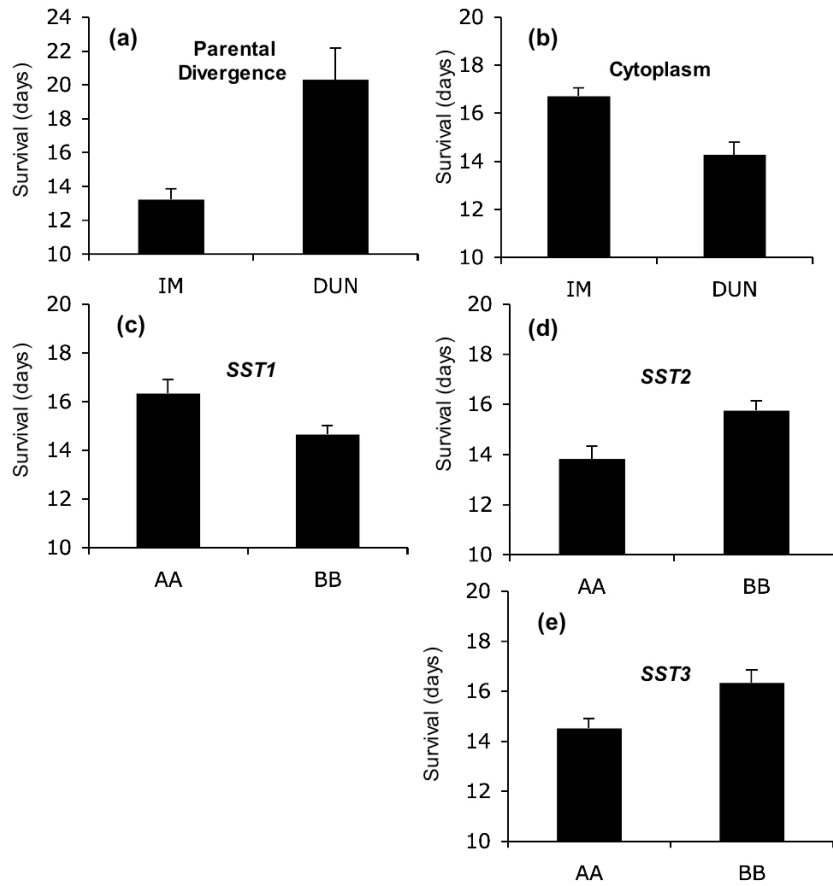 (a)
Parental
Divergence
Survival (days)
24
22
20
18
16
14
12
10
IM
DUN
(b)
Cytoplasm
Survival (days)
20
18
16
14
12
10
IM
DUN
(c)
SST1
Survival (days)
20
18
16
14
12
10
AA
BB
(d)
SST2
Survival (days)
20
18
16
14
12
10
AA
BB
(e)
SST3
Survival (days)
20
18
16
14
12
10
AA
BB